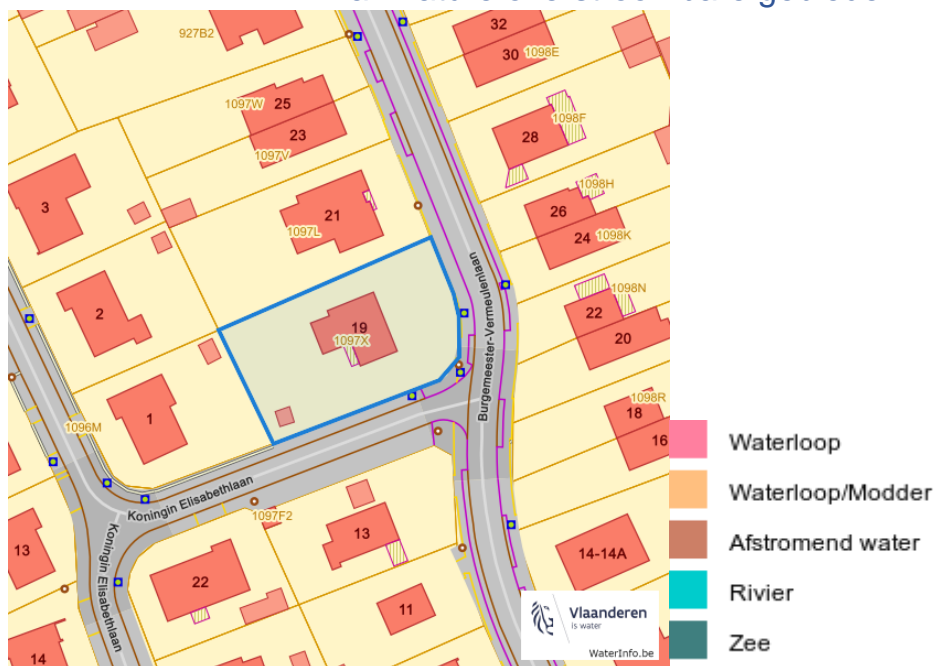 32
30
1098E
927B2
1097W
25
23
1097V
28
1098F
3
21
1097L
1098H
26
24
1098K
2
19
1097X
Burgemeester-Vermeulenlaan
1098N
22
20
1
1096M
1098R
18
16
Koningin Elisabethlaan
1097F2
13
13
14-14A
Koningin Elisabethlaan
22
11
14
Vlaanderen
is water
WaterInfo.be
Waterloop
Waterloop/Modder
Afstromend water
Rivier
Zee